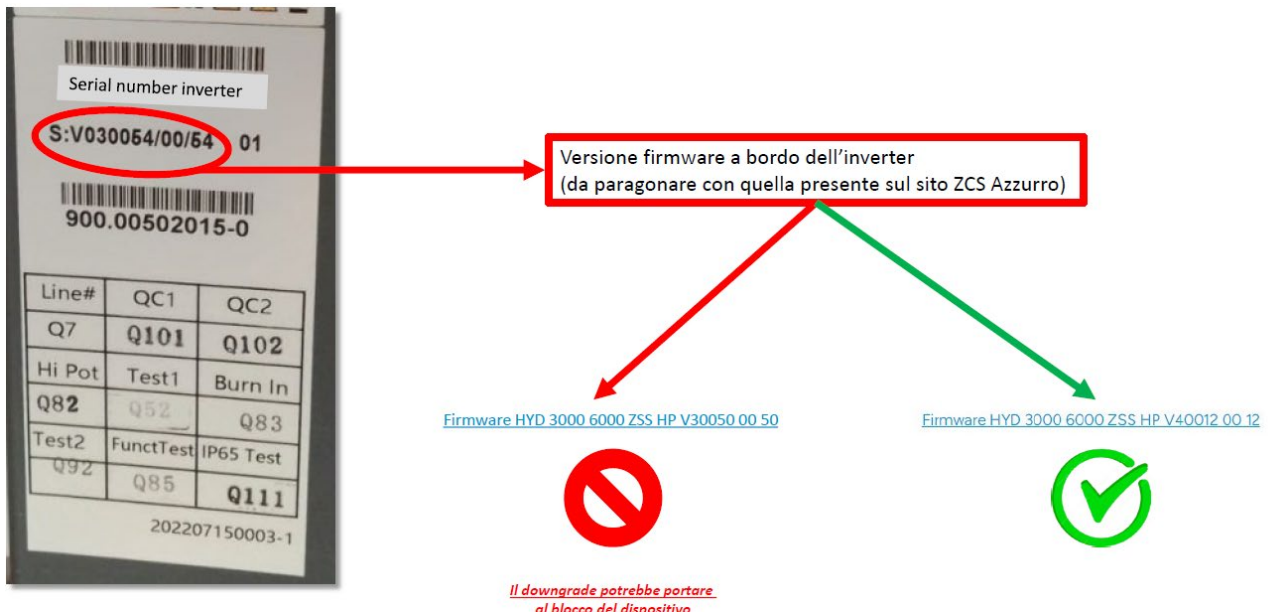 Serial number inverter
S:V030054/00/54 01
900.00502015-0
Line# QC1 QC2
Q7 Q101 Q102
Hi Pot Test1 Burn In
Q82 Q52 Q83
Test2 FunctTest IP65 Test
Q92 Q85 Q111
202207150003-1
Versione firmware a bordo dell'inverter
(da paragonare con quella presente sul sito ZCS Azzurro)
Firmware HYD 3000 6000 ZSS HP V30050 00 50
Firmware HYD 3000 6000 ZSS HP V40012 00 12
Il downgrade potrebbe portare
al blocco del dispositivo